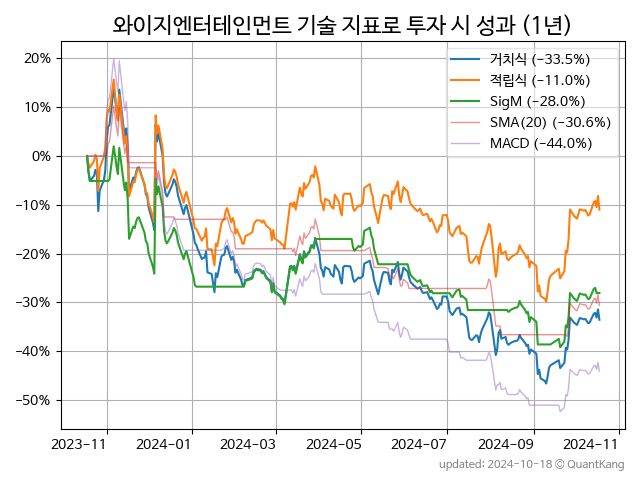 와이지엔터테인먼트 기술 지표로 투자 시 성과 (1년)
20%
10%
0%
−10%
−20%
−30%
−40%
−50%
거치식 (−33.5%)
적립식 (−11.0%)
SigM (−28.0%)
SMA(20) (−30.6%)
MACD (−44.0%)
2023-11 2024-01 2024-03 2024-05 2024-07 2024-09 2024-11
updated: 2024-10-18 © QuantKang